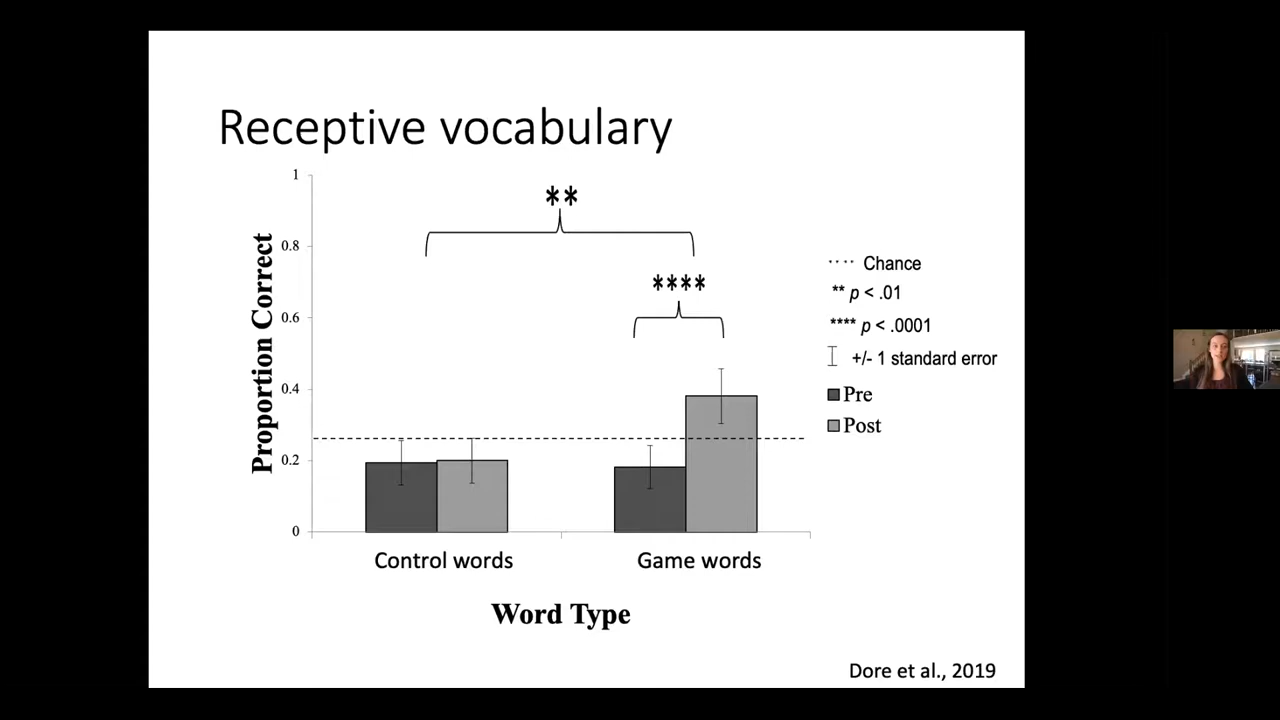 Receptive vocabulary
1
0.8
0.6
0.4
0.2
0
Proportion Correct
**
****
Control words
Game words
Word Type
Chance
** p < .01
**** p < .0001
+/- 1 standard error
Pre
Post
Dore et al., 2019